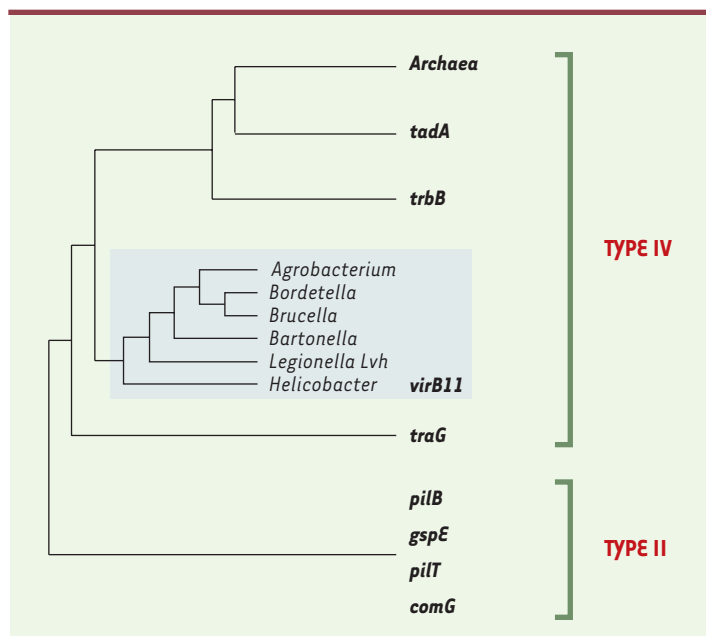 Archaea
tadA
trbB
TYPE IV
Agrobacterium
Bordetella
Brucella
Bartonella
Legionella Lvh
Helicobacter virB11
traG
pilB
gspE
TYPE II
pilT
comG